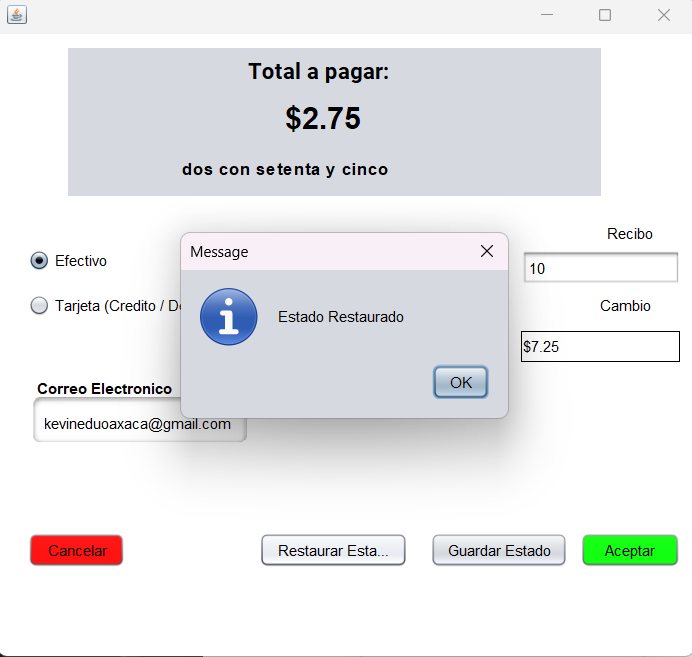 Total a pagar:
$2.75
dos con setenta y cinco
Recibo
Efectivo
10
Tarjeta (Credito / De
Cambio
$7.25
Message
Estado Restaurado
OK
Correo Electronico
kevineduoaxaca@gmail.com
Cancelar
Restaurar Esta...
Guardar Estado
Aceptar